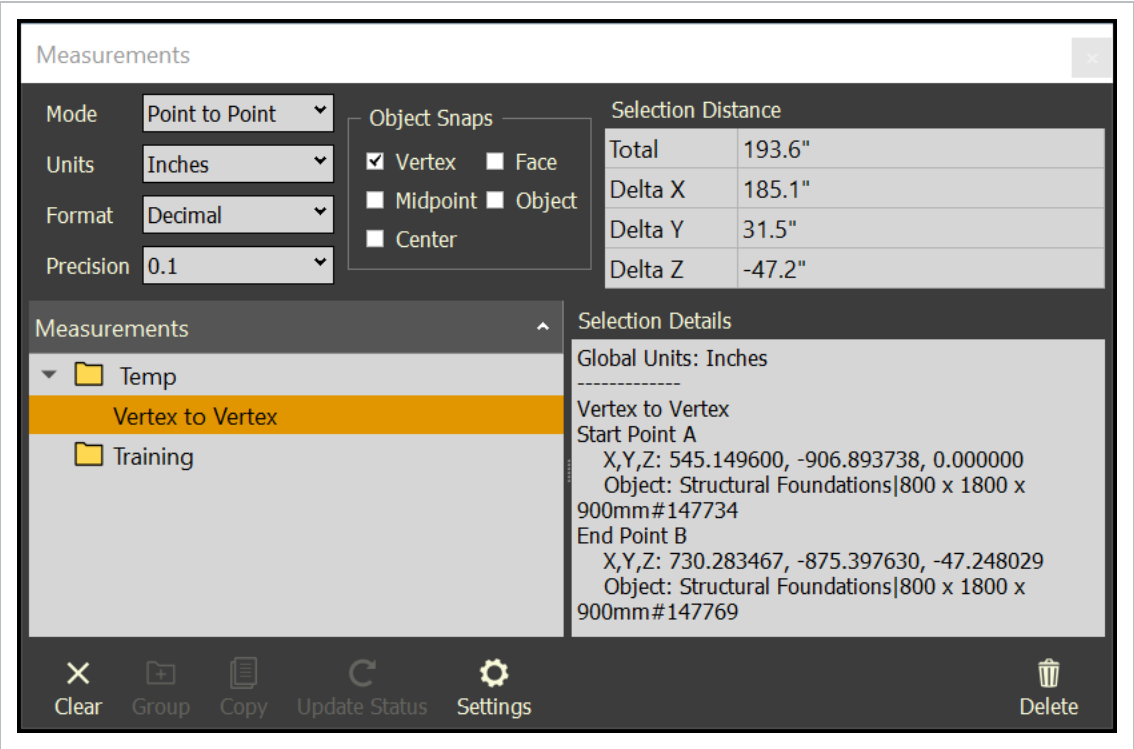 Measurements
Mode Point to Point
Units Inches
Format Decimal
Precision 0.1
Object Snaps
Vertex Face
Midpoint Object
Center
Selection Distance
Total 193.6"
Delta X 185.1"
Delta Y 31.5"
Delta Z -47.2"
Measurements
Temp
Vertex to Vertex
Training
Selection Details
Global Units: Inches
-------------
Vertex to Vertex
Start Point A
X,Y,Z: 545.149600, -906.893738, 0.000000
Object: Structural Foundations|800 x 1800 x
900mm#147734
End Point B
X,Y,Z: 730.283467, -875.397630, -47.248029
Object: Structural Foundations|800 x 1800 x
900mm#147769
Clear Group Copy Update Status Settings Delete